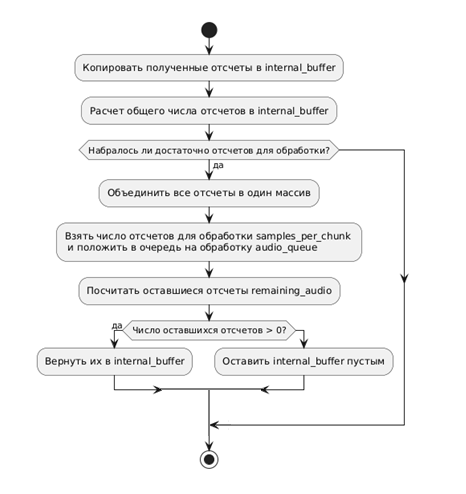 Копировать полученные отсчеты в internal_buffer
Расчет общего числа отсчетов в internal_buffer
Набралось ли достаточно отсчетов для обработки?
да
Объединить все отсчеты в один массив
Взять число отсчетов для обработки samples_per_chunk
и положить в очередь на обработку audio_queue
Посчитать оставшиеся отсчеты remaining_audio
да
Число оставшихся отсчетов > 0?
Вернуть их в internal_buffer
Оставить internal_buffer пустым